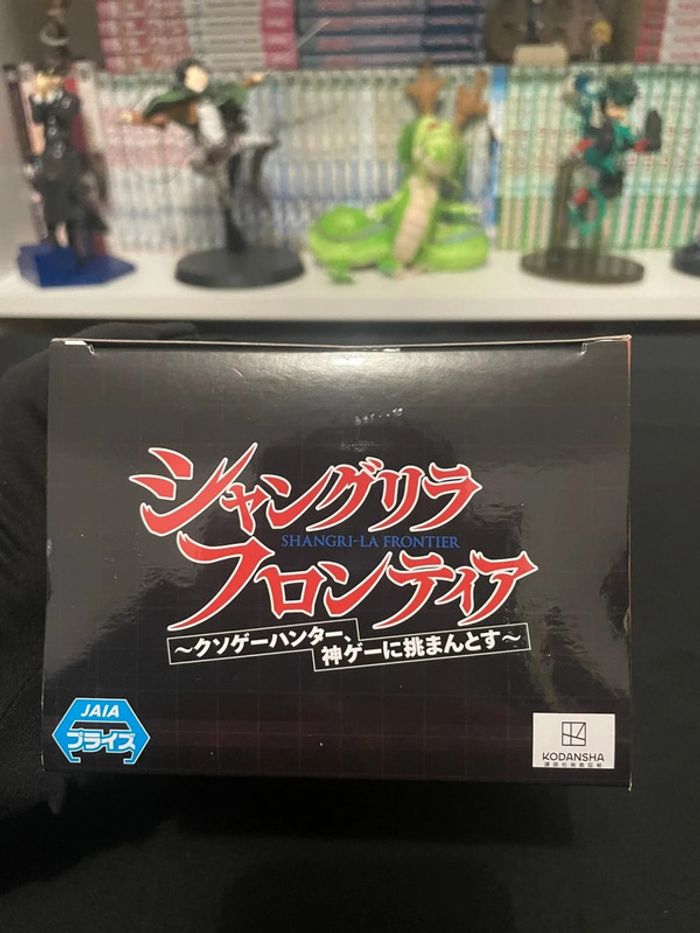 シャングリラ
SHANGRI-LA FRONTIER
フロンティア
～クソゲーハンター、
神ゲーに挑まんとす～
JAIA
プライズ
KODANSHA